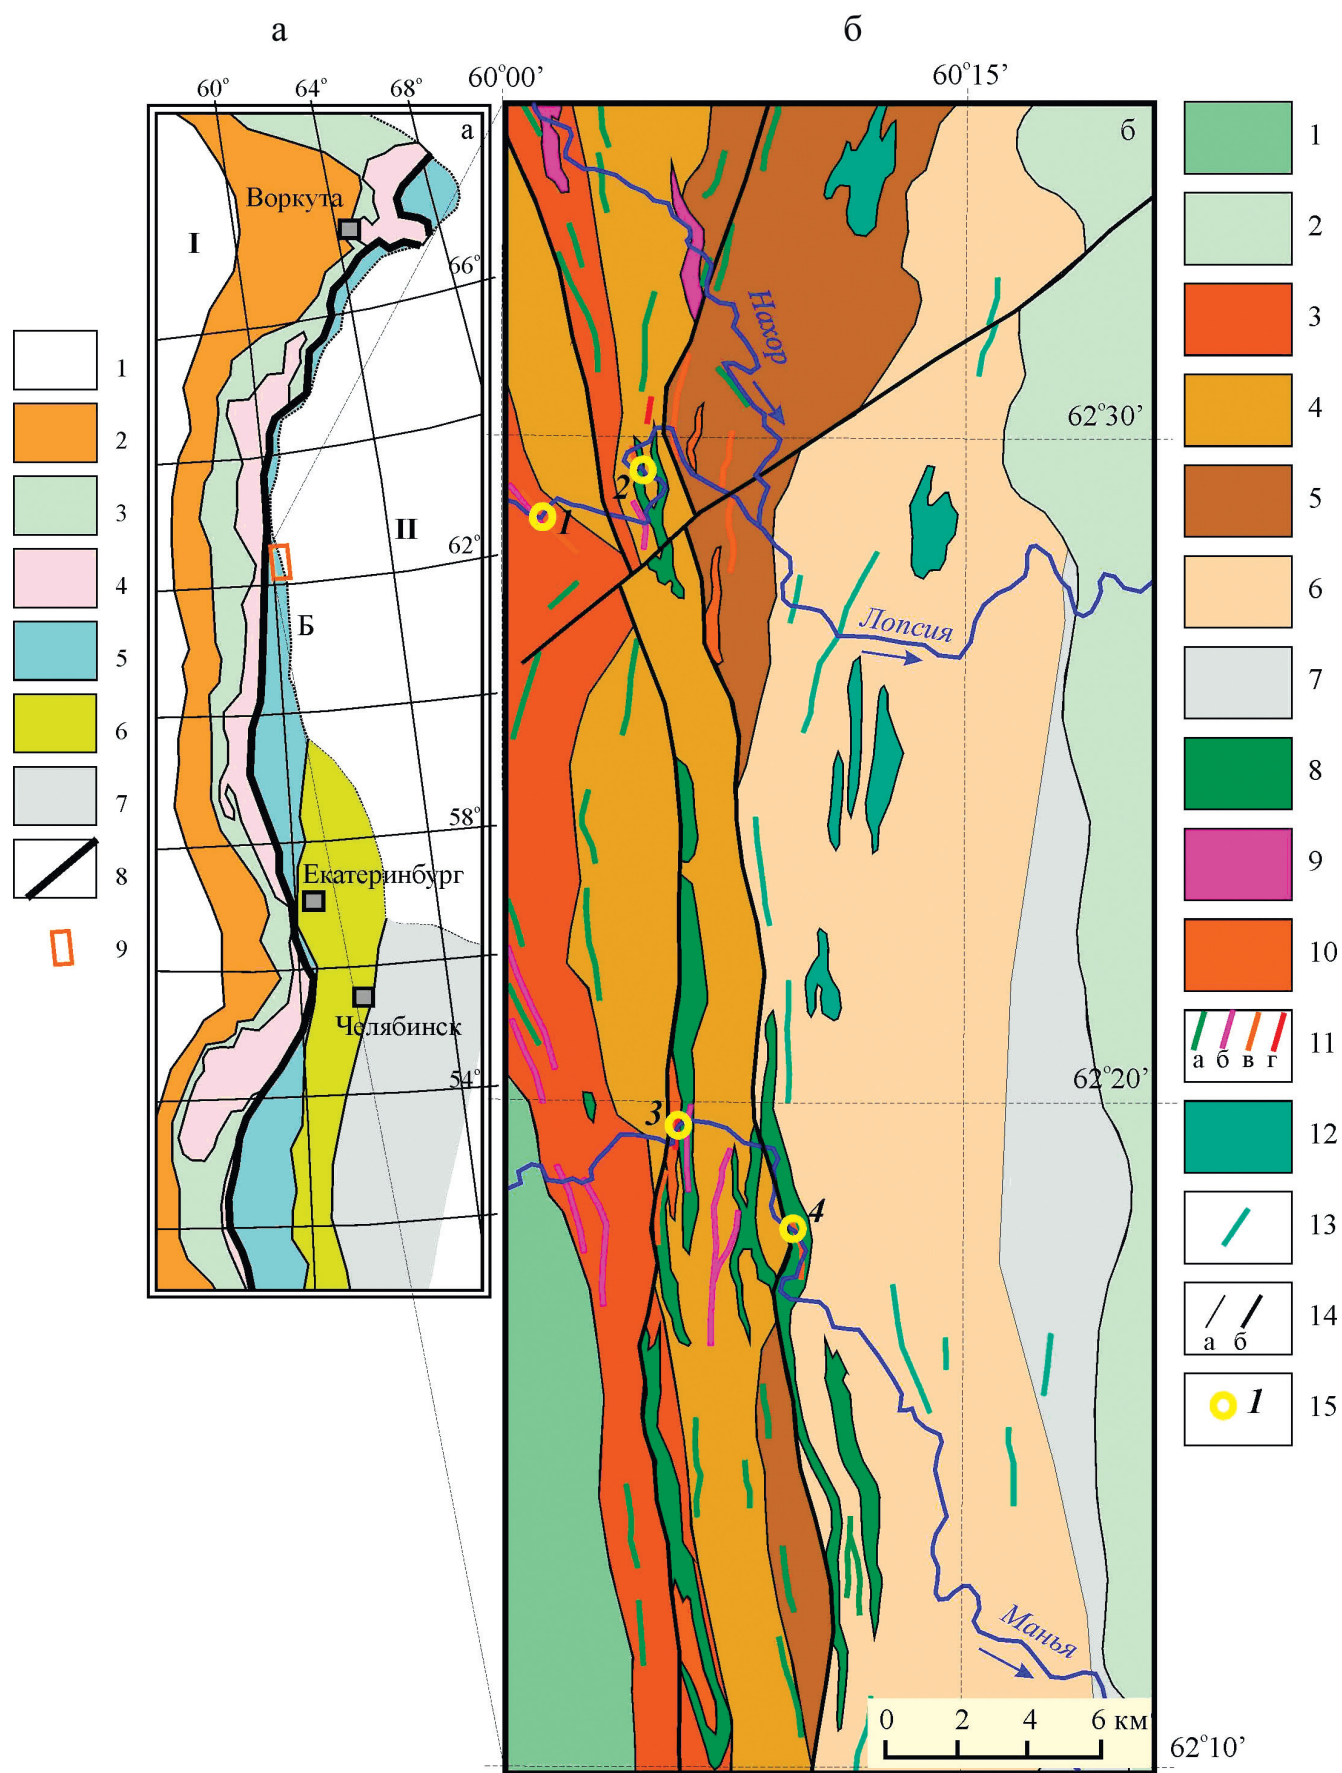 а
б
60°
64°
68°
60°00’
60°15’
а
б
Воркута
I
66°
II
62°
Б
58°
Екатеринбург
Челябинск
54°
1
2
3
4
5
6
7
8
9
Нахор
62°30’
2
1
Лопсия
62°20’
3
4
Манья
0 2 4 6 км
62°10’
1
2
3
4
5
6
7
8
9
10
а б в г 11
12
13
а б 14
1 15